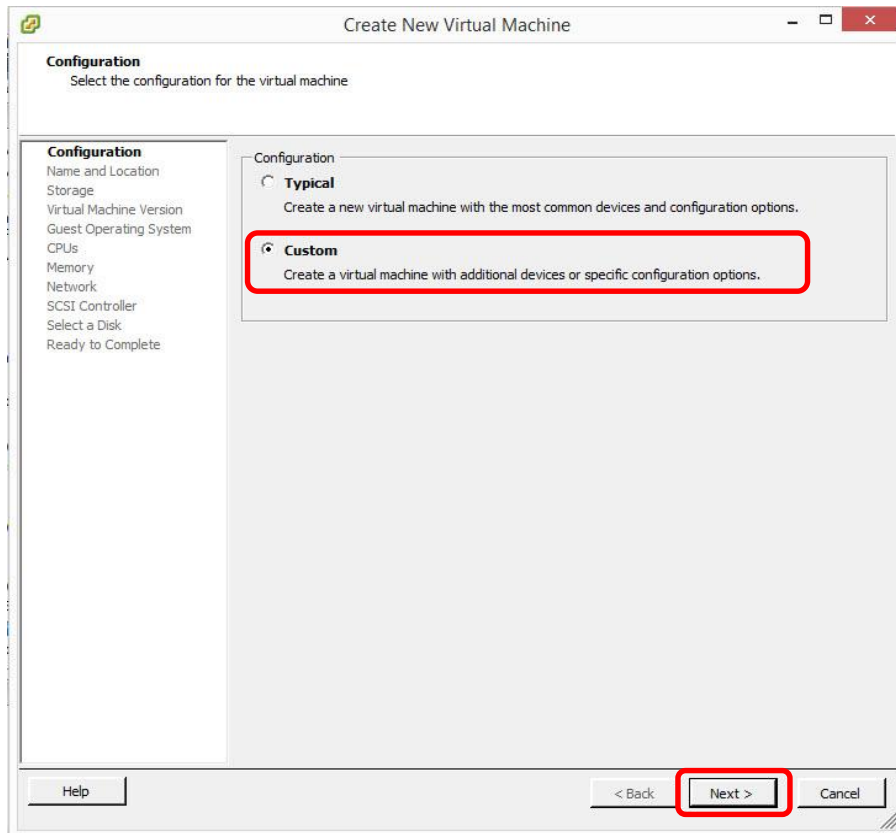 Create New Virtual Machine
Configuration
Select the configuration for the virtual machine
Configuration
Name and Location
Storage
Virtual Machine Version
Guest Operating System
CPUs
Memory
Network
SCSI Controller
Select a Disk
Ready to Complete
Configuration
Typical
Create a new virtual machine with the most common devices and configuration options.
Custom
Create a virtual machine with additional devices or specific configuration options.
Help
< Back
Next >
Cancel